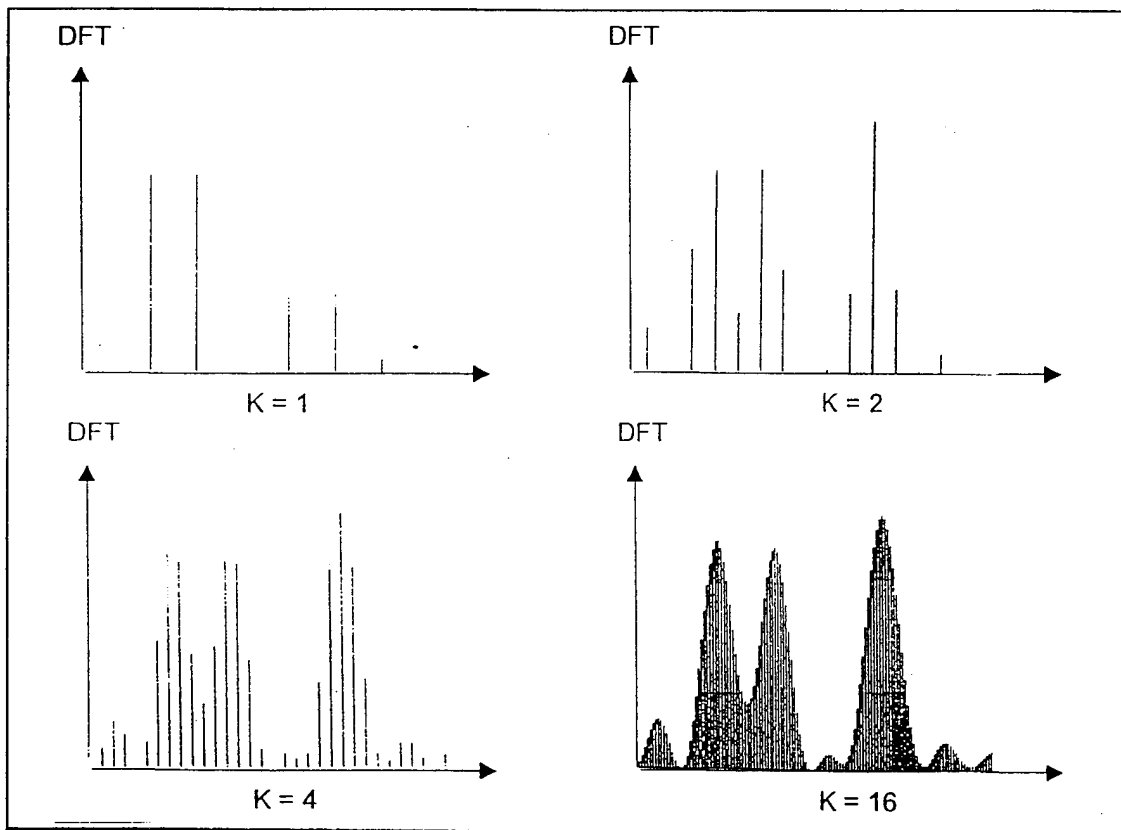 DFT
K = 1
DFT
K = 2
DFT
K = 4
DFT
K = 16